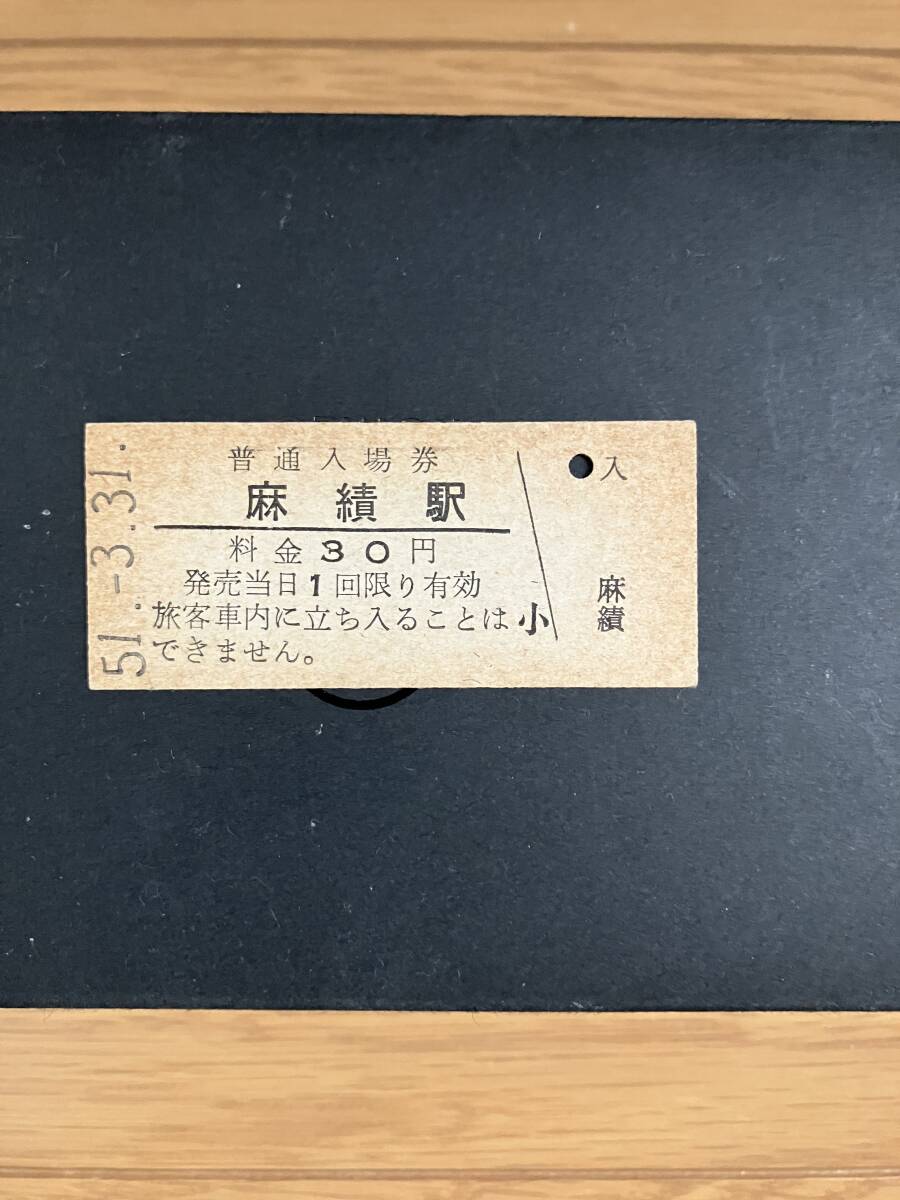 51.-3.31.
普通入場券
麻績駅
料金30円
発売当日1回限り有効
旅客車内に立ち入ることは
できません。
小
入
麻績